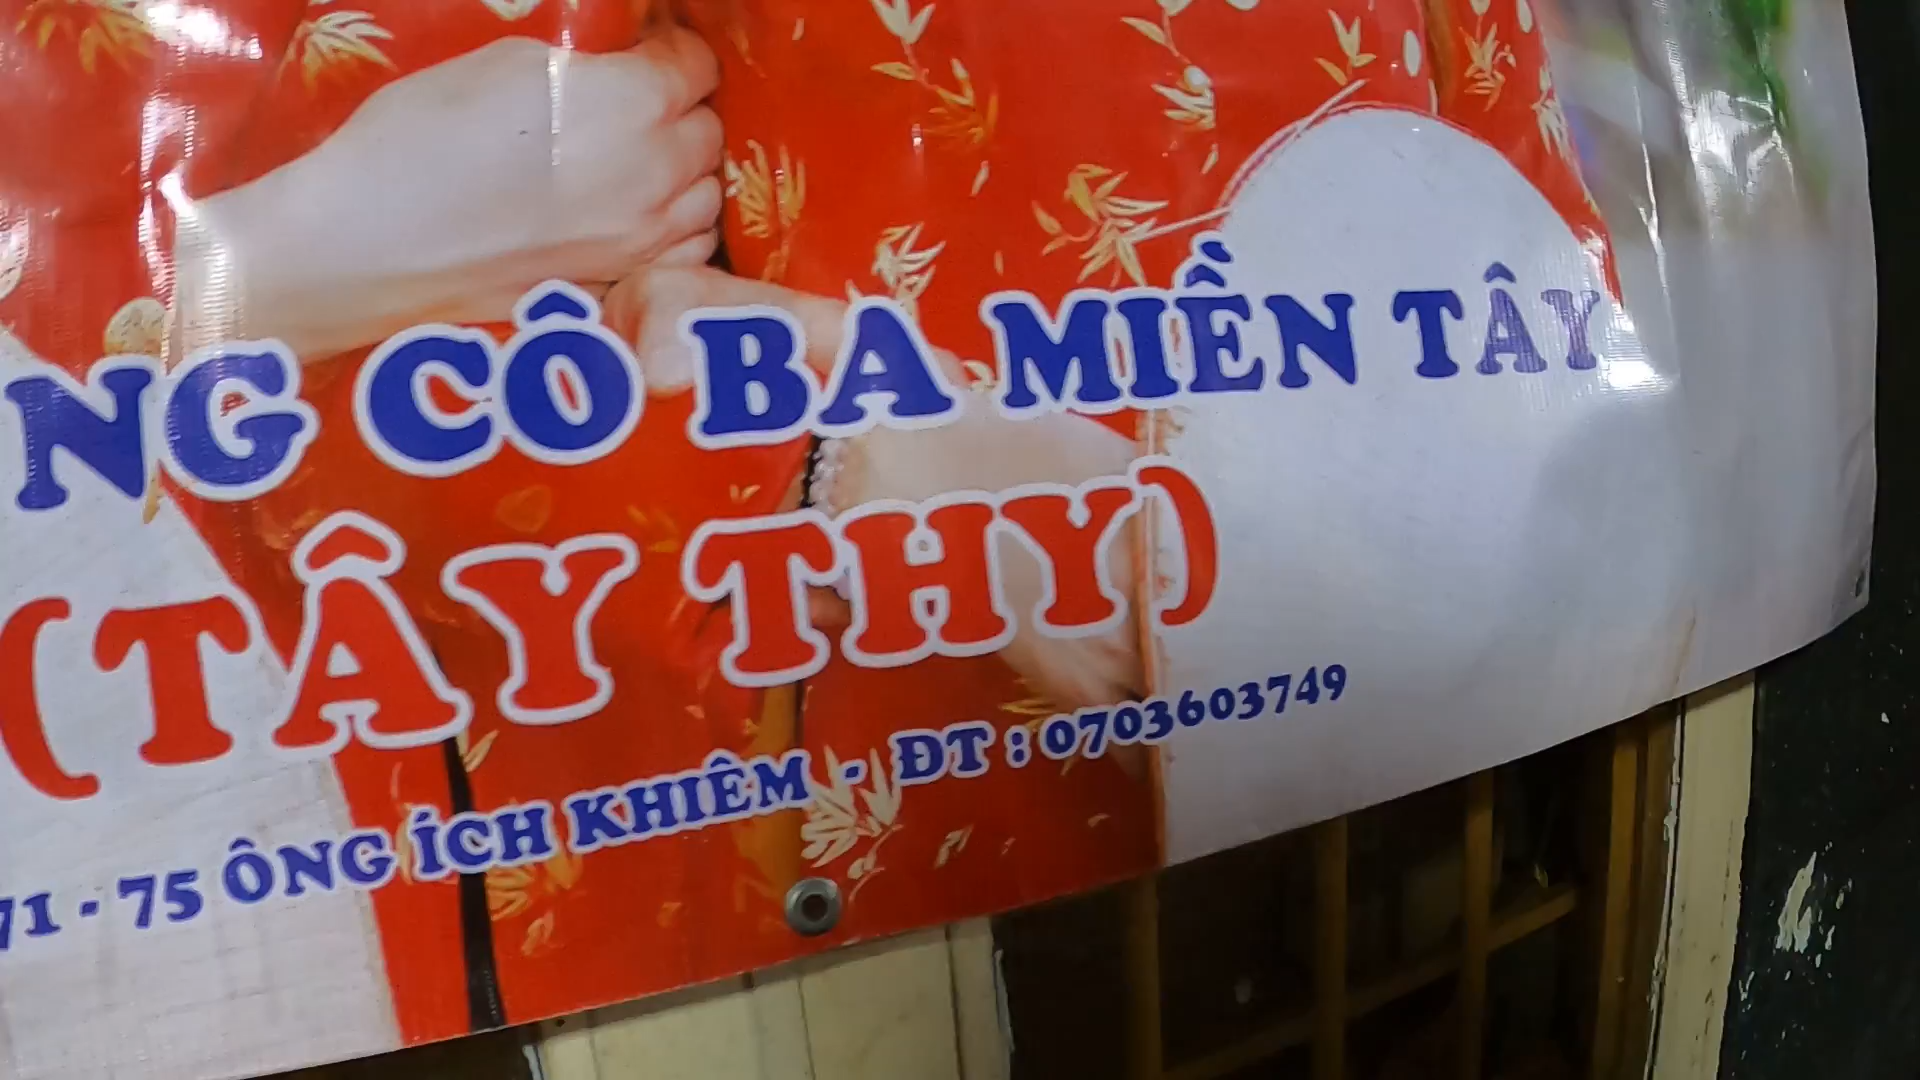 NG CÔ BA MIỀN TÂY
(TÂY THY)
71 - 75 ÔNG ÍCH KHIÊM - ĐT : 0703603749